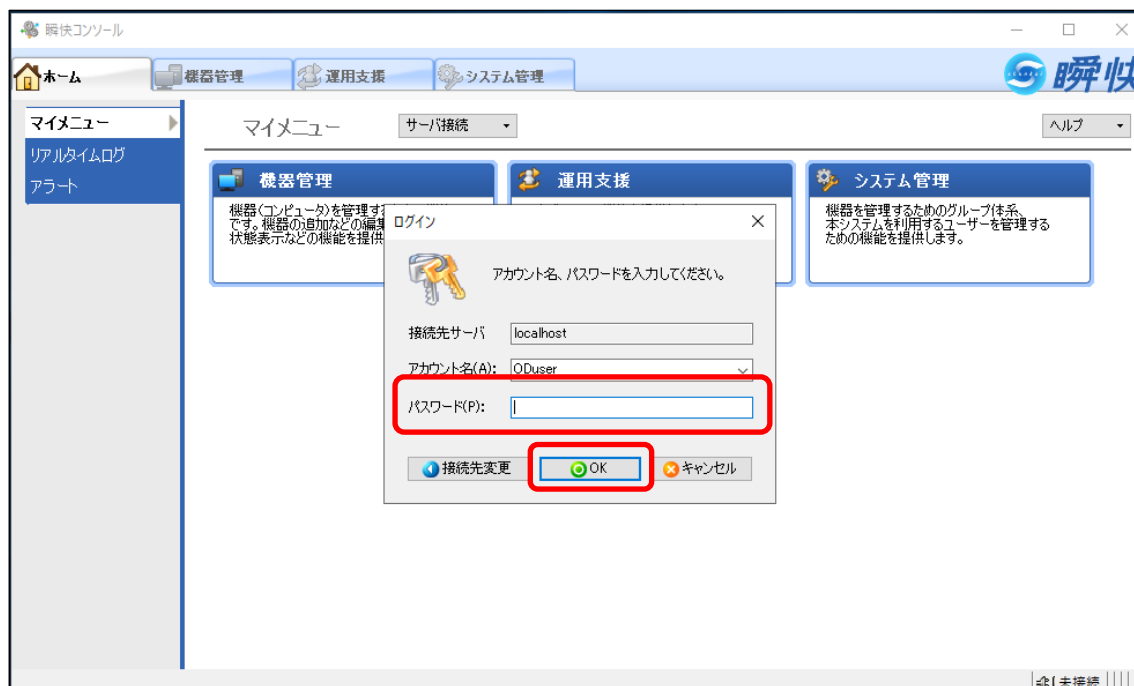 瞬快コンソール
ホーム
機器管理
運用支援
システム管理
瞬快
マイメニュー
リアルタイムログ
アラート
マイメニュー
サーバ接続
ヘルプ
機器管理
機器(コンピュータ)を管理す
です。機器の追加などの編集
状態表示などの機能を提供
運用支援
システム管理
機器を管理するためのグループ体系、
本システムを利用するユーザーを管理する
ための機能を提供します。
ログイン
アカウント名、パスワードを入力してください。
接続先サーバ
localhost
アカウント名(A):
ODuser
パスワード(P):
接続先変更
OK
キャンセル
未接続